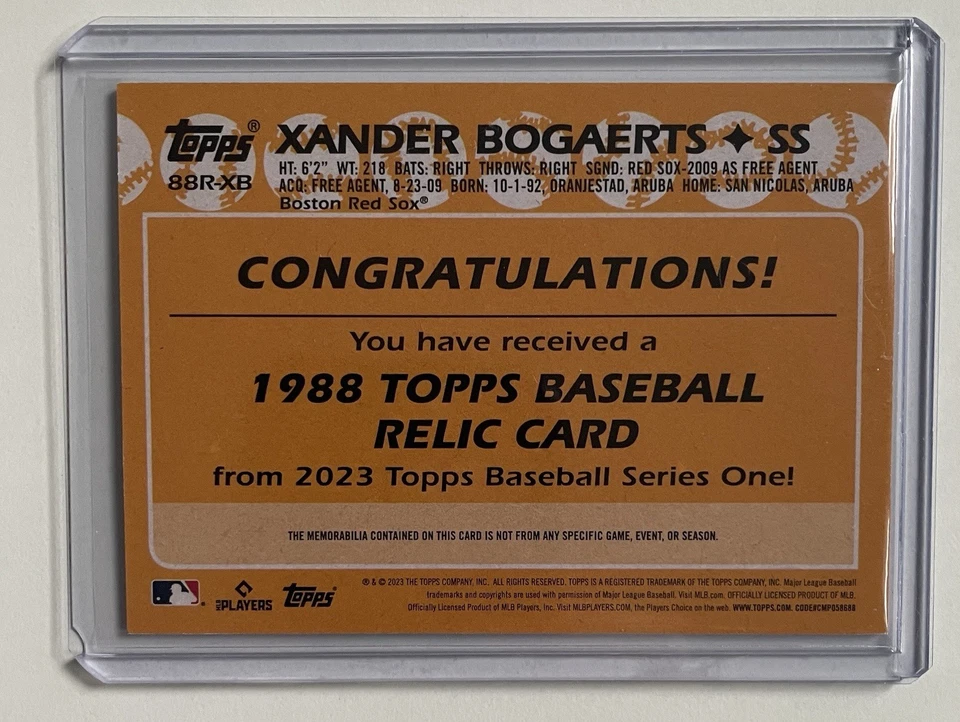 Topps® XANDER BOGAERTS ✦ SS
88R-XB
HT: 6'2" WT: 218 BATS: RIGHT THROWS: RIGHT SGND: RED SOX-2009 AS FREE AGENT
ACQ: FREE AGENT, 8-23-09 BORN: 10-1-92, ORANJESTAD, ARUBA HOME: SAN NICOLAS, ARUBA
Boston Red Sox®
CONGRATULATIONS!
You have received a
1988 TOPPS BASEBALL
RELIC CARD
from 2023 Topps Baseball Series One!
THE MEMORABILIA CONTAINED ON THIS CARD IS NOT FROM ANY SPECIFIC GAME, EVENT, OR SEASON.
MLB PLAYERS Topps
® & © 2023 THE TOPPS COMPANY, INC. ALL RIGHTS RESERVED. TOPPS IS A REGISTERED TRADEMARK OF THE TOPPS COMPANY, INC. Major League Baseball
trademarks and copyrights are used with permission of Major League Baseball. Visit MLB.com. OFFICIALLY LICENSED PRODUCT OF MLB.
Officially Licensed Product of MLB Players, Inc. Visit MLBPLAYERS.COM, the Players Choice on the web. WWW.TOPPS.COM. CODE#CMP058688